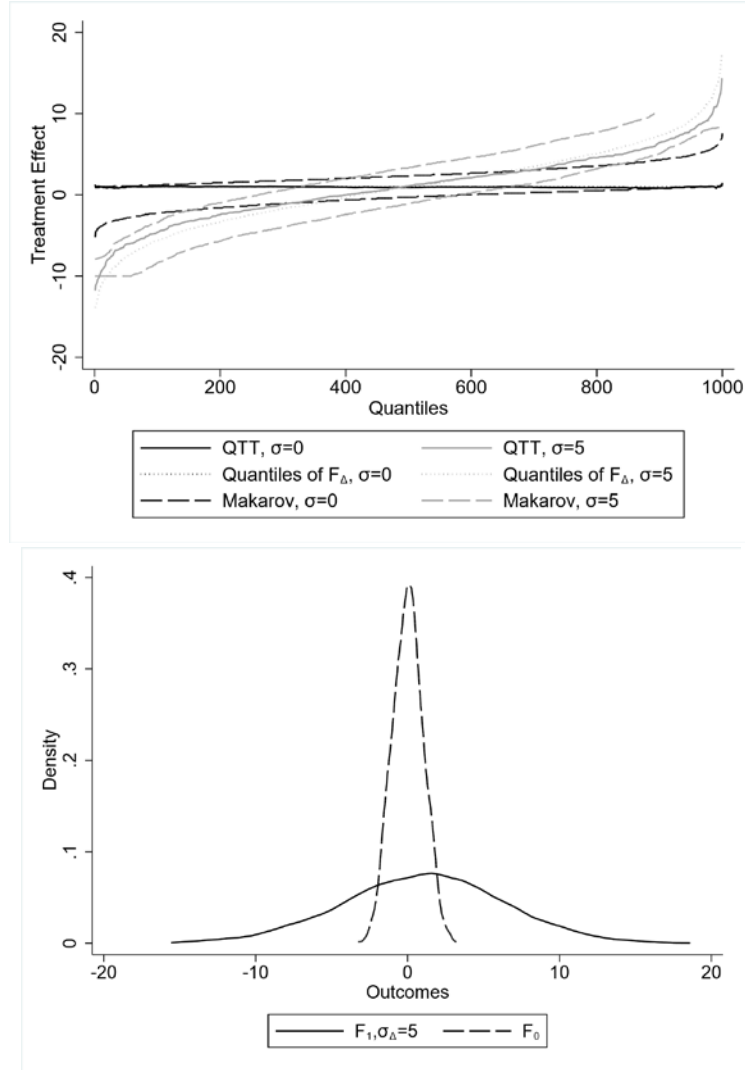 20
10
0
-10
-20
Treatment Effect
0 200 400 600 800 1000
Quantiles
QTT, σ=0 QTT, σ=5
Quantiles of F_Δ, σ=0 Quantiles of F_Δ, σ=5
Makarov, σ=0 Makarov, σ=5
.4
.3
.2
.1
0
Density
-20 -10 0 10 20
Outcomes
F₁,σ_Δ=5 F₀